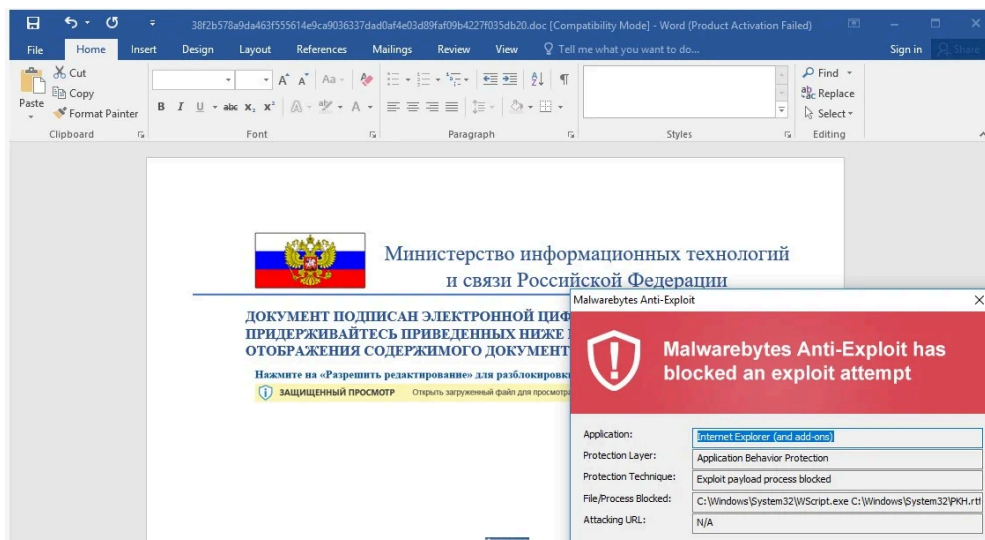 38f2b578a9da463f555614e9ca9036337dad0af4e03d89faf09b4227f035db20.doc [Compatibility Mode] - Word (Product Activation Failed)
File Home Insert Design Layout References Mailings Review View Tell me what you want to do... Sign in Share
Paste
Cut
Copy
Format Painter
Aa
B I U abc X₂ X² A A
Find
Replace
Select
Clipboard Font Paragraph Styles Editing
Министерство информационных технологий
и связи Российской Федерации
ДОКУМЕНТ ПОДПИСАН ЭЛЕКТРОННОЙ
ПРИДЕРЖИВАЙТЕСЬ ПРИВЕДЕННЫХ НИЖЕ
ОТОБРАЖЕНИЯ СОДЕРЖИМОГО
Нажмите на «Разрешить редактирование» для
ЗАЩИЩЕННЫЙ ПРОСМОТР Открыть загруженный файл для
Malwarebytes Anti-Exploit
Malwarebytes Anti-Exploit has
blocked an exploit attempt
Application: Internet Explorer (and add-ons)
Protection Layer: Application Behavior Protection
Protection Technique: Exploit payload process blocked
File/Process Blocked: C:\Windows\System32\WScript.exe C:\Windows\System32\PKH.rtf
Attacking URL: N/A